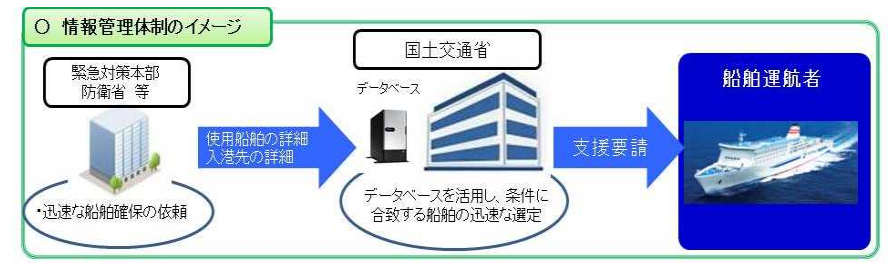 ○ 情報管理体制のイメージ
緊急対策本部
防衛省 等
・迅速な船舶確保の依頼
使用船舶の詳細
入港先の詳細
国土交通省
データベース
データベースを活用し、条件に
合致する船舶の迅速な選定
支援要請
船舶運航者